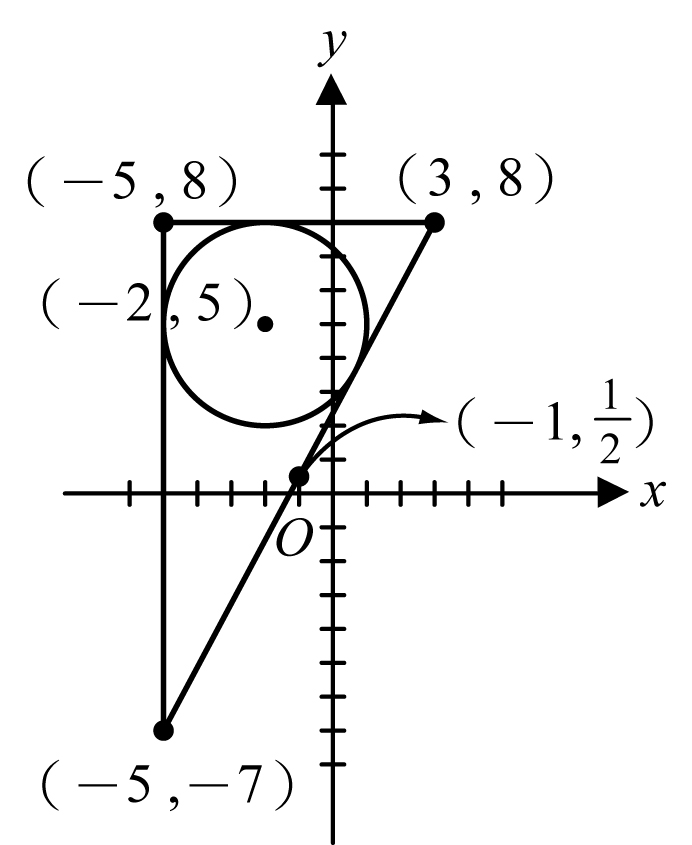 y
(−5,8)
(3,8)
(−2,5)
(−1,1/2)
x
O
(−5,−7)